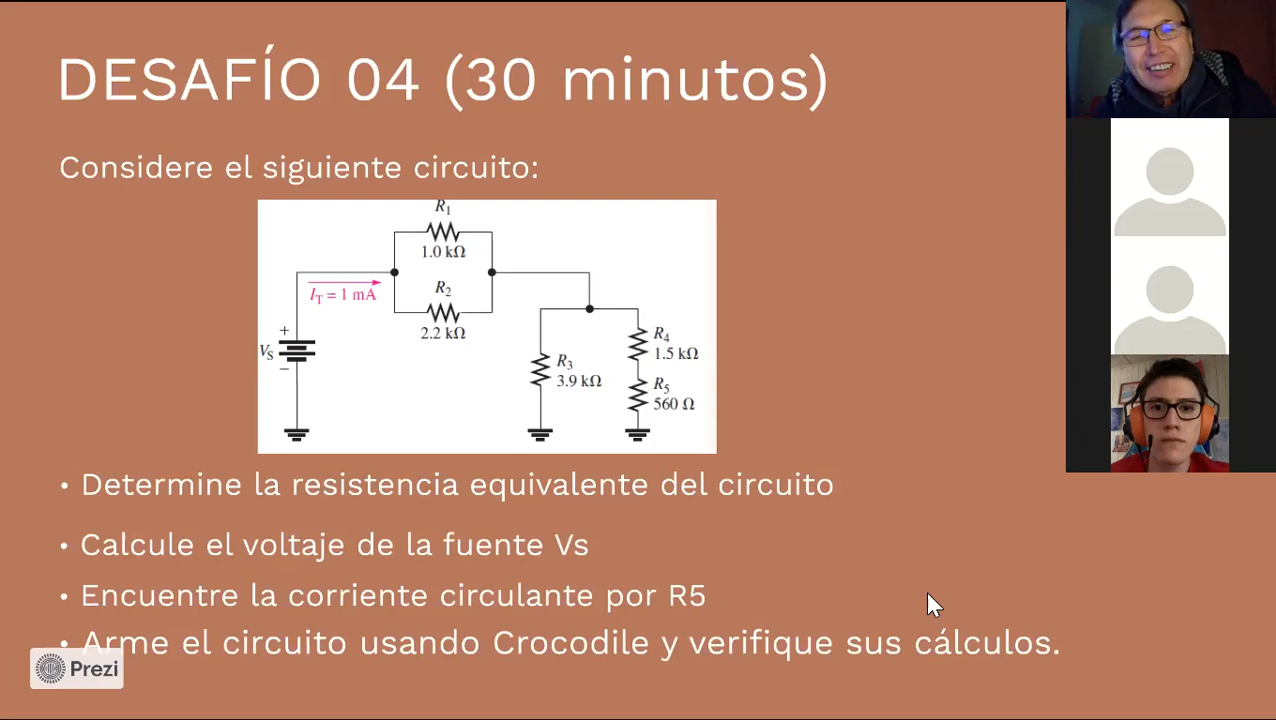 DESAFÍO 04 (30 minutos)
Considere el siguiente circuito:
R1
1.0 kΩ
IT = 1 mA
R2
2.2 kΩ
+
VS
−
R3
3.9 kΩ
R4
1.5 kΩ
R5
560 Ω
• Determine la resistencia equivalente del circuito
• Calcule el voltaje de la fuente Vs
• Encuentre la corriente circulante por R5
• Arme el circuito usando Crocodile y verifique sus cálculos.
Prezi